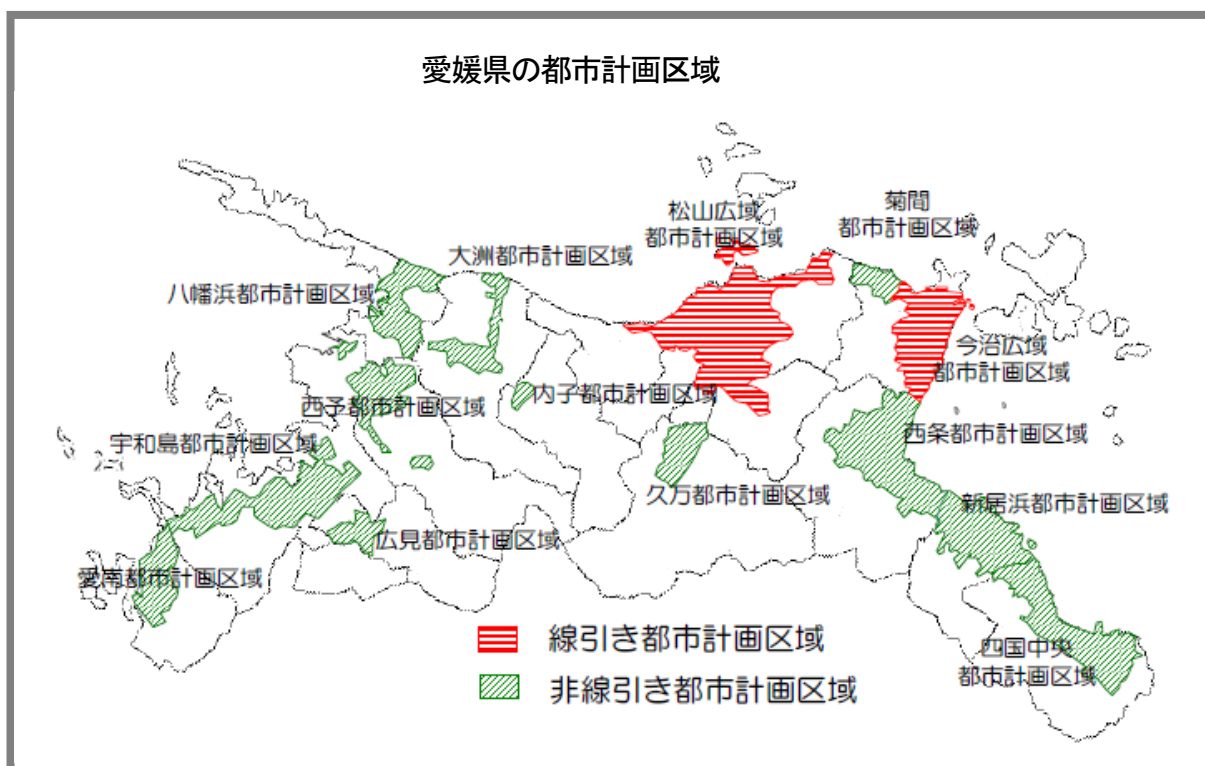 愛媛県の都市計画区域
松山広域
都市計画区域
菊間
都市計画区域
大洲都市計画区域
八幡浜都市計画区域
今治広域
都市計画区域
西予都市計画区域
内子都市計画区域
西条都市計画区域
宇和島都市計画区域
久万都市計画区域
新居浜都市計画区域
広見都市計画区域
愛南都市計画区域
四国中央
都市計画区域
線引き都市計画区域
非線引き都市計画区域